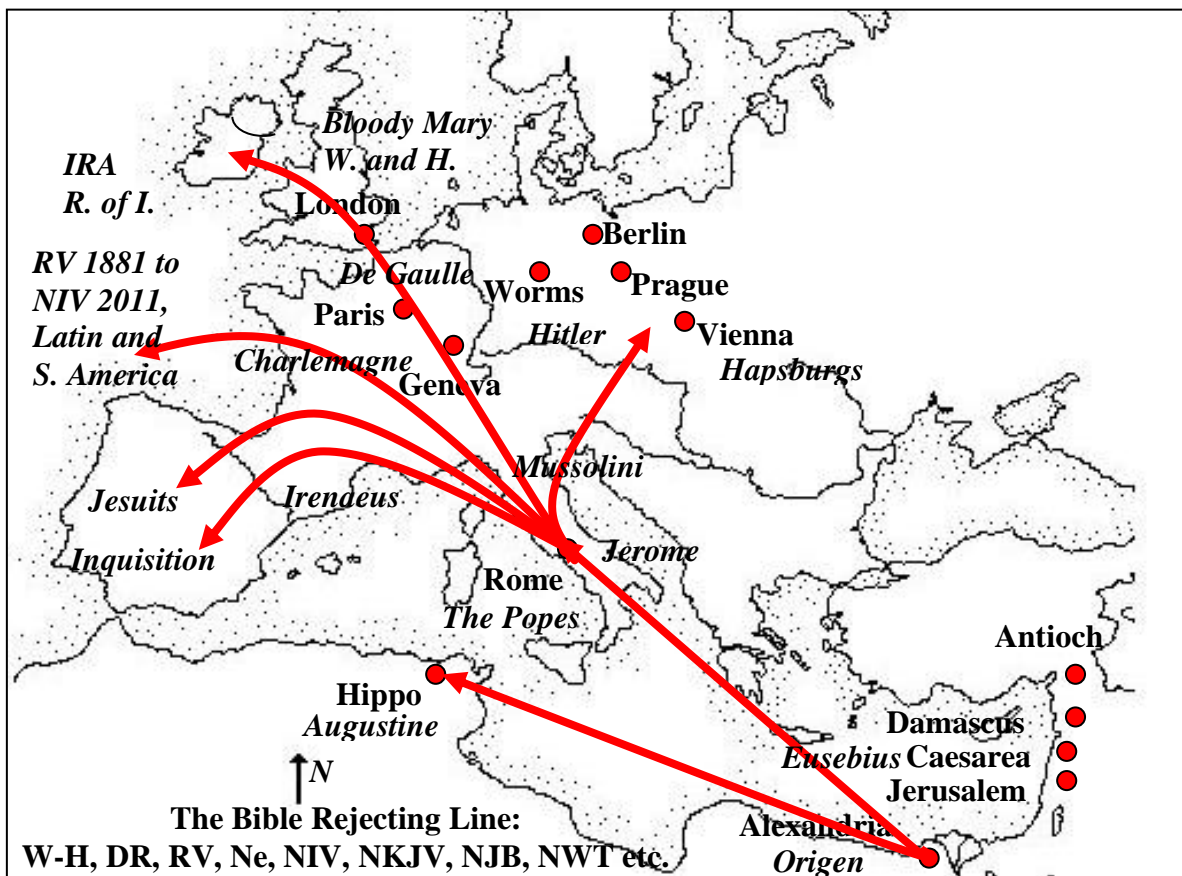 Bloody Mary
W. and H.
IRA
R. of I.
London
Berlin
RV 1881 to
NIV 2011,
Latin and
S. America
De Gaulle
Worms
Prague
Paris
Hitler
Vienna
Charlemagne
Geneva
Hapsburgs
Mussolini
Jesuits
Irenaeus
Inquisition
Jerome
Rome
The Popes
Antioch
Hippo
Augustine
Damascus
Eusebius Caesarea
Jerusalem
N
The Bible Rejecting Line:
Alexandria
W-H, DR, RV, Ne, NIV, NKJV, NJB, NWT etc.
Origen